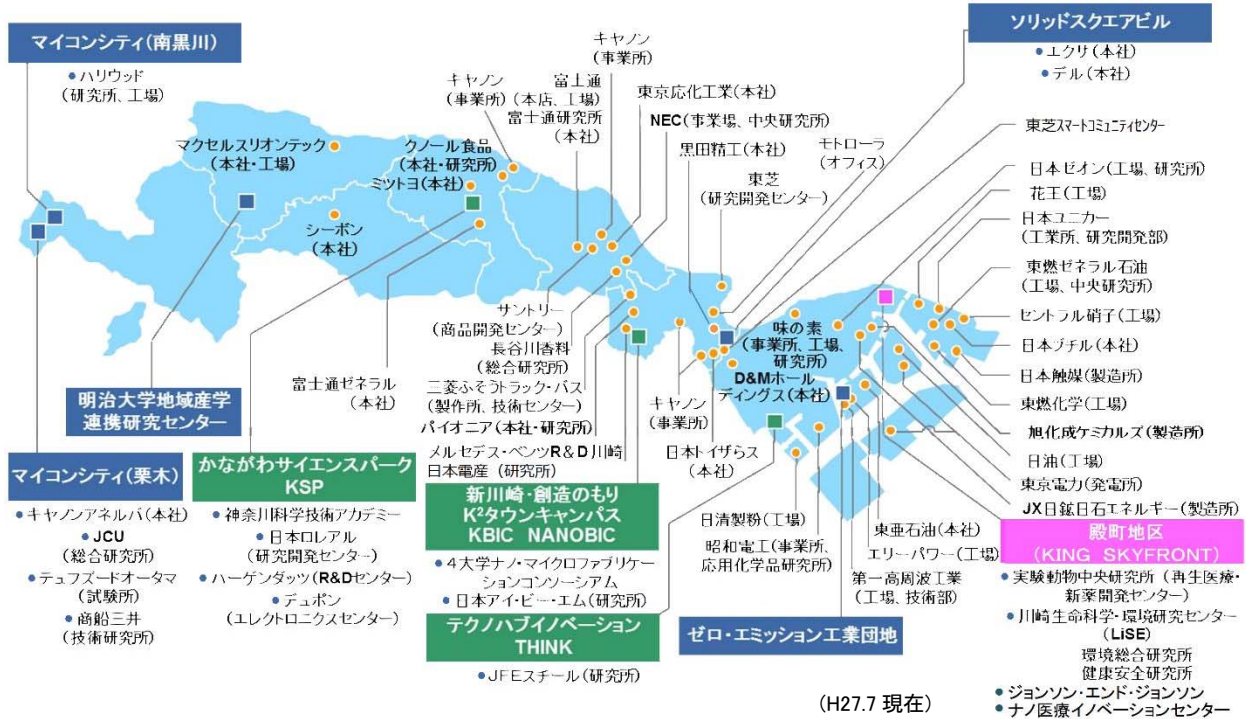 マイコンシティ(南黒川)
●ハリウッド
(研究所、工場)
マクセルスリオンテック
(本社・工場)
シーボン
(本社)
キヤノン
(事業所)
クノール食品
(本社・研究所)
ミツトヨ(本社)
富士通
(本店、工場)
富士通研究所
(本社)
キヤノン
(事業所)
東京応化工業(本社)
NEC(事業場、中央研究所)
黒田精工(本社)
モトローラ
(オフィス)
東芝
(研究開発センター)
ソリッドスクエアビル
●エクサ(本社)
●デル(本社)
東芝スマートコミュニティセンター
日本ゼオン(工場、研究所)
花王(工場)
日本ユニカー
(工業所、研究開発部)
東燃ゼネラル石油
(工場、中央研究所)
セントラル硝子(工場)
日本ブチル(本社)
日本触媒(製造所)
東燃化学(工場)
旭化成ケミカルズ(製造所)
日油(工場)
東京電力(発電所)
JX日鉱日石エネルギー(製造所)
味の素
(事業所、工場、
研究所)
D&Mホール
ディングス(本社)
サントリー
(商品開発センター)
長谷川香料
(総合研究所)
三菱ふそうトラック・バス
(製作所、技術センター)
パイオニア(本社・研究所)
メルセデス・ベンツR&D川崎
日本電産(研究所)
富士通ゼネラル
(本社)
キヤノン
(事業所)
日本トイザらス
(本社)
日清製粉(工場)
昭和電工(事業所、
応用化学品研究所)
第一高周波工業
(工場、技術部)
エリーパワー(工場)
東亜石油(本社)
明治大学地域産学
連携研究センター
マイコンシティ(栗木)
●キヤノンアネルバ(本社)
●JCU
(総合研究所)
●テュフズードオータマ
(試験所)
●商船三井
(技術研究所)
かながわサイエンスパーク
KSP
●神奈川科学技術アカデミー
●日本ロレアル
(研究開発センター)
●ハーゲンダッツ(R&Dセンター)
●デュポン
(エレクトロニクスセンター)
新川崎・創造のもり
K²タウンキャンパス
KBIC NANOBIC
●4大学ナノ・マイクロファブリケー
ションコンソーシアム
●日本アイ・ビー・エム(研究所)
テクノハブイノベーション
THINK
●JFEスチール(研究所)
ゼロ・エミッション工業団地
殿町地区
(KING SKYFRONT)
●実験動物中央研究所(再生医療・
新薬開発センター)
●川崎生命科学・環境研究センター
(LiSE)
環境総合研究所
健康安全研究所
●ジョンソン・エンド・ジョンソン
●ナノ医療イノベーションセンター
(H27.7 現在)